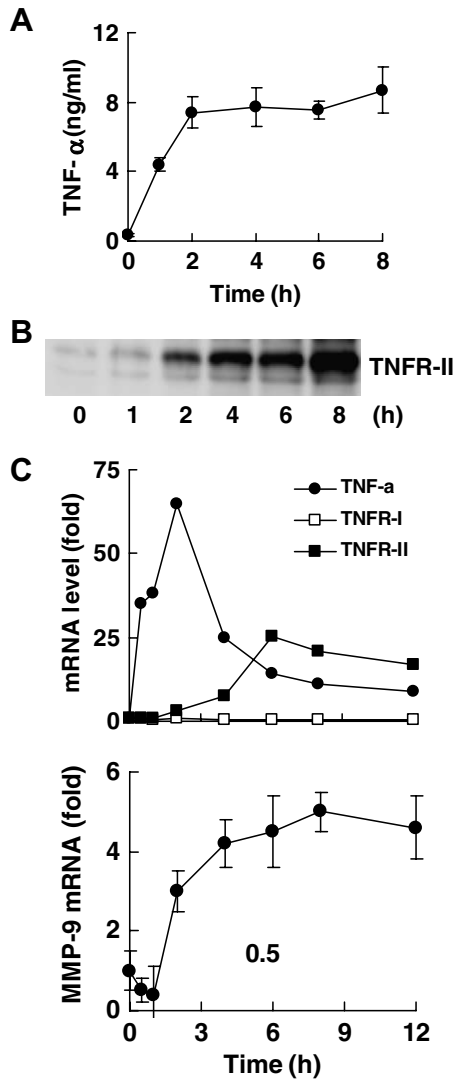 A
12
8
4
0
TNF-α(ng/ml)
0 2 4 6 8
Time (h)
B
TNFR-II
0 1 2 4 6 8 (h)
C
75
50
25
0
mRNA level (fold)
TNF-a
TNFR-I
TNFR-II
6
4
2
0
MMP-9 mRNA (fold)
0.5
0 3 6 9 12
Time (h)